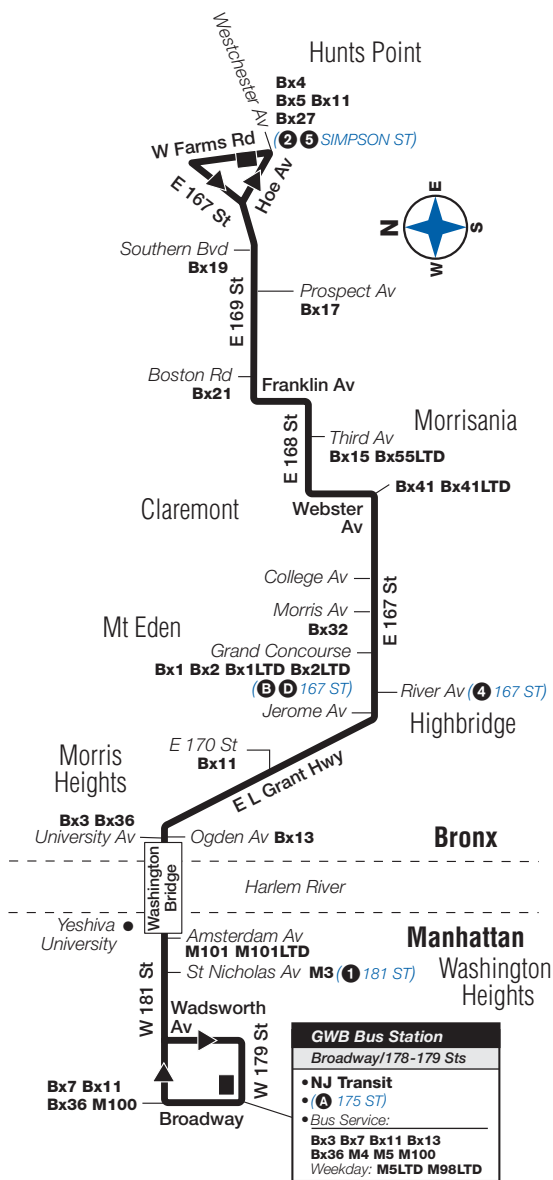 Hunts Point
Westchester Av
Bx4
Bx5 Bx11
Bx27
(2 5 SIMPSON ST)
W Farms Rd
E 167 St
Hoe Av
N
E
S
W
Southern Blvd
Bx19
E 169 St
Prospect Av
Bx17
Boston Rd
Bx21
Franklin Av
Morrisania
E 168 St
Third Av
Bx15 Bx55LTD
Bx41 Bx41LTD
Claremont
Webster
Av
College Av
E 167 St
Morris Av
Bx32
Mt Eden
Grand Concourse
Bx1 Bx2 Bx1LTD Bx2LTD
(B D 167 ST)
River Av (4 167 ST)
Jerome Av
Highbridge
E 170 St
Bx11
E L Grant Hwy
Morris
Heights
Bx3 Bx36
University Av
Ogden Av Bx13
Bronx
Washington
Bridge
Harlem River
Yeshiva
University
Amsterdam Av
M101 M101LTD
Manhattan
St Nicholas Av M3 (1 181 ST)
Washington
Heights
W 181 St
Wadsworth
Av
W 179 St
Bx7 Bx11
Bx36 M100
Broadway
GWB Bus Station
Broadway/178-179 Sts
• NJ Transit
• (A 175 ST)
• Bus Service:
Bx3 Bx7 Bx11 Bx13
Bx36 M4 M5 M100
Weekday: M5LTD M98LTD